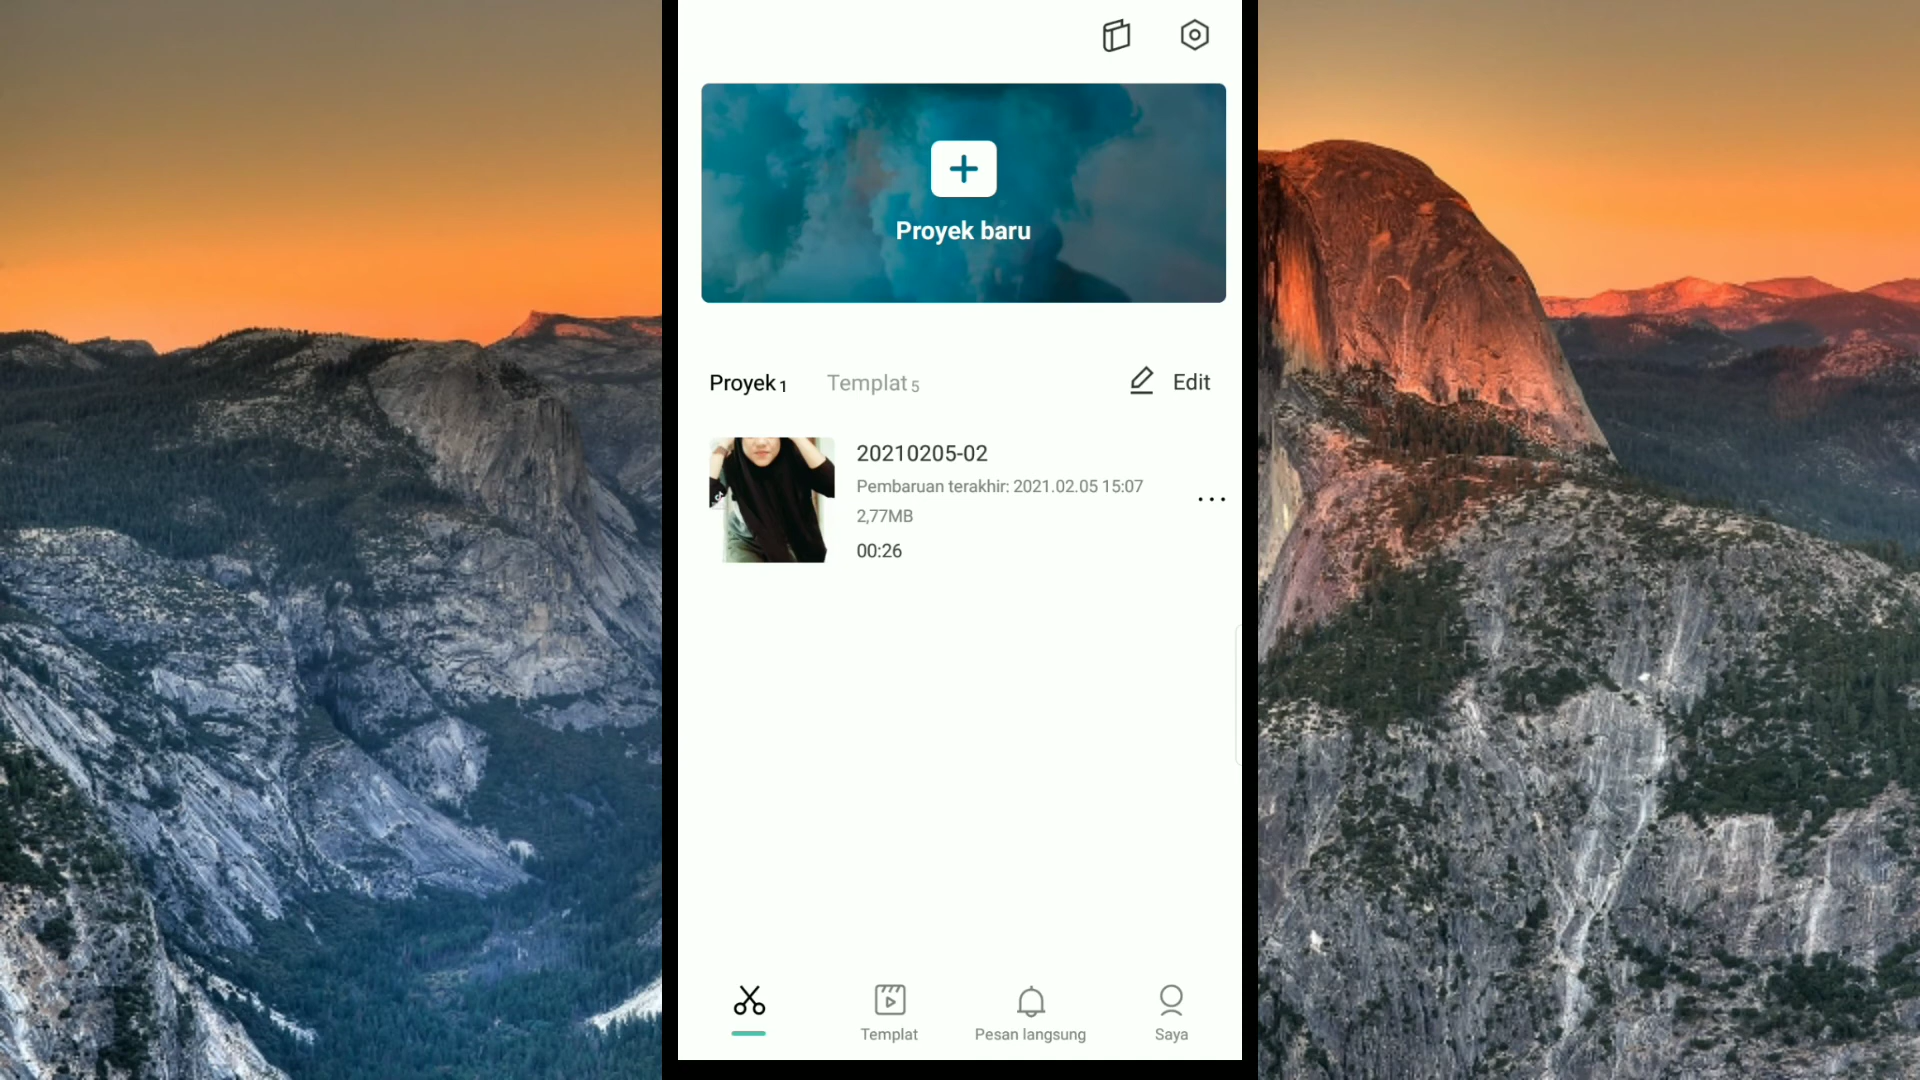 Proyek baru
Proyek 1
Templat 5
Edit
20210205-02
Pembaruan terakhir: 2021.02.05 15:07
2,77MB
00:26
Templat
Pesan langsung
Saya